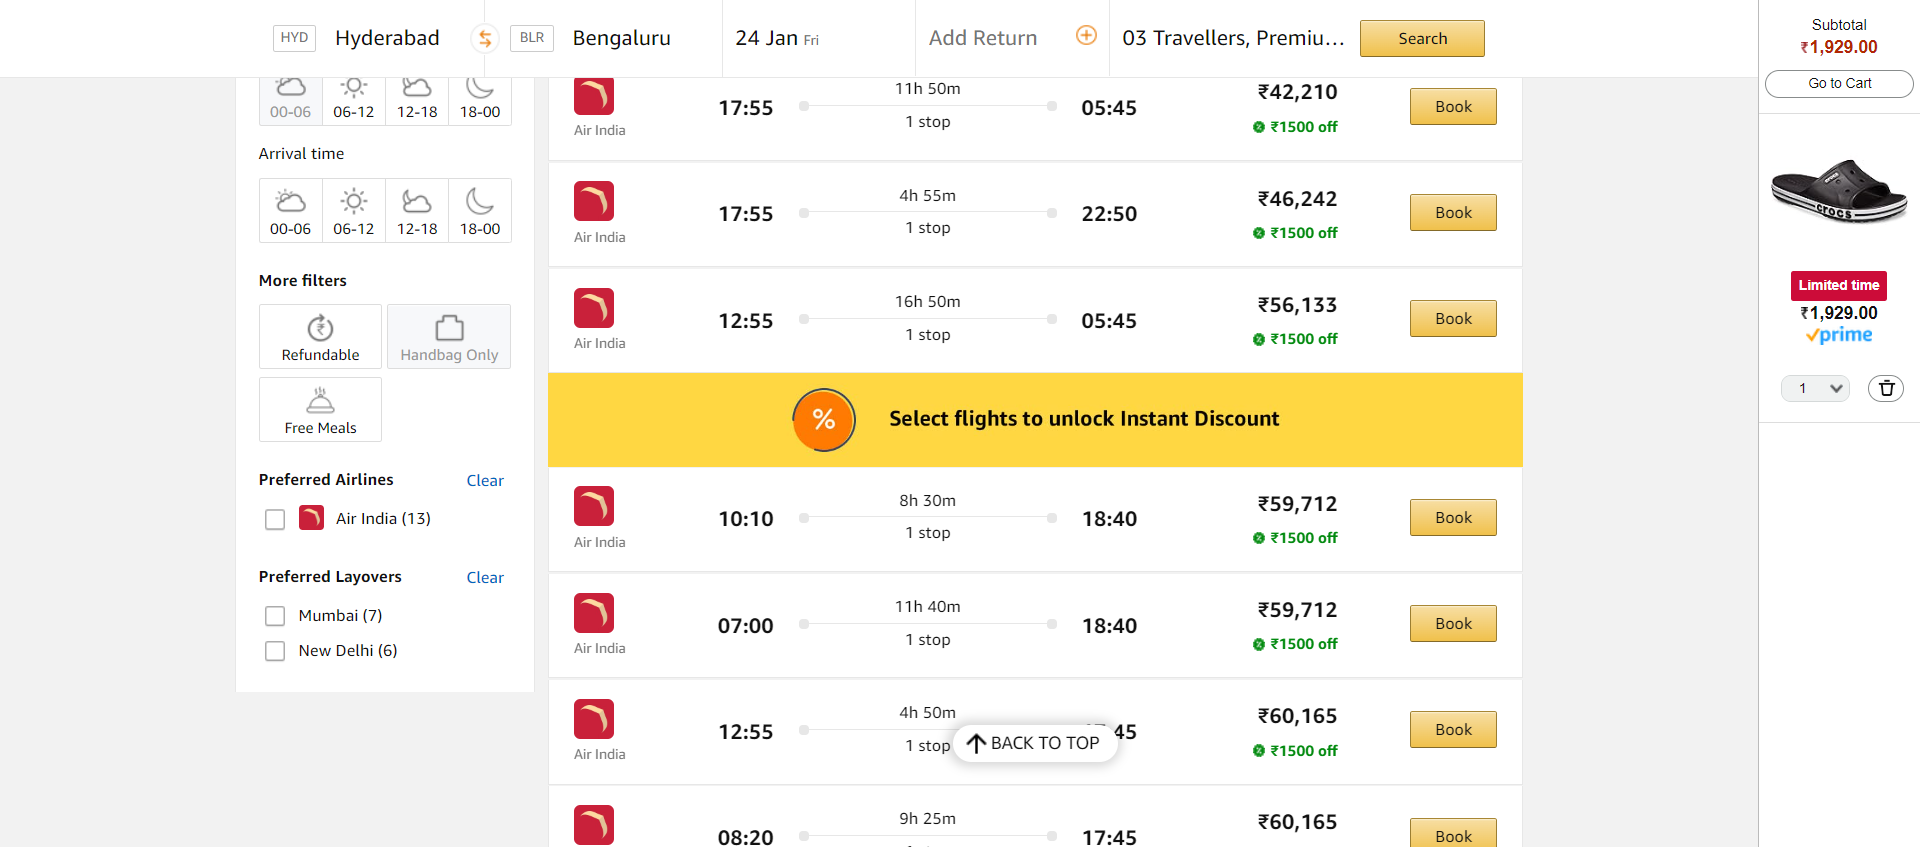 HYD Hyderabad BLR Bengaluru 24 Jan Fri Add Return 03 Travellers, Premiu... Search
00-06 06-12 12-18 18-00
Arrival time
00-06 06-12 12-18 18-00
More filters
Refundable Handbag Only
Free Meals
Preferred Airlines Clear
Air India (13)
Preferred Layovers Clear
Mumbai (7)
New Delhi (6)
11h 50m ₹42,210
17:55 05:45 Book
Air India 1 stop ₹1500 off
4h 55m ₹46,242
17:55 22:50 Book
Air India 1 stop ₹1500 off
16h 50m ₹56,133
12:55 05:45 Book
Air India 1 stop ₹1500 off
% Select flights to unlock Instant Discount
8h 30m ₹59,712
10:10 18:40 Book
Air India 1 stop ₹1500 off
11h 40m ₹59,712
07:00 18:40 Book
Air India 1 stop ₹1500 off
4h 50m ₹60,165
12:55 45 Book
Air India 1 stop ₹1500 off
BACK TO TOP
9h 25m ₹60,165
08:20 17:45 Book
Subtotal
₹1,929.00
Go to Cart
crocs
Limited time
₹1,929.00
prime
1